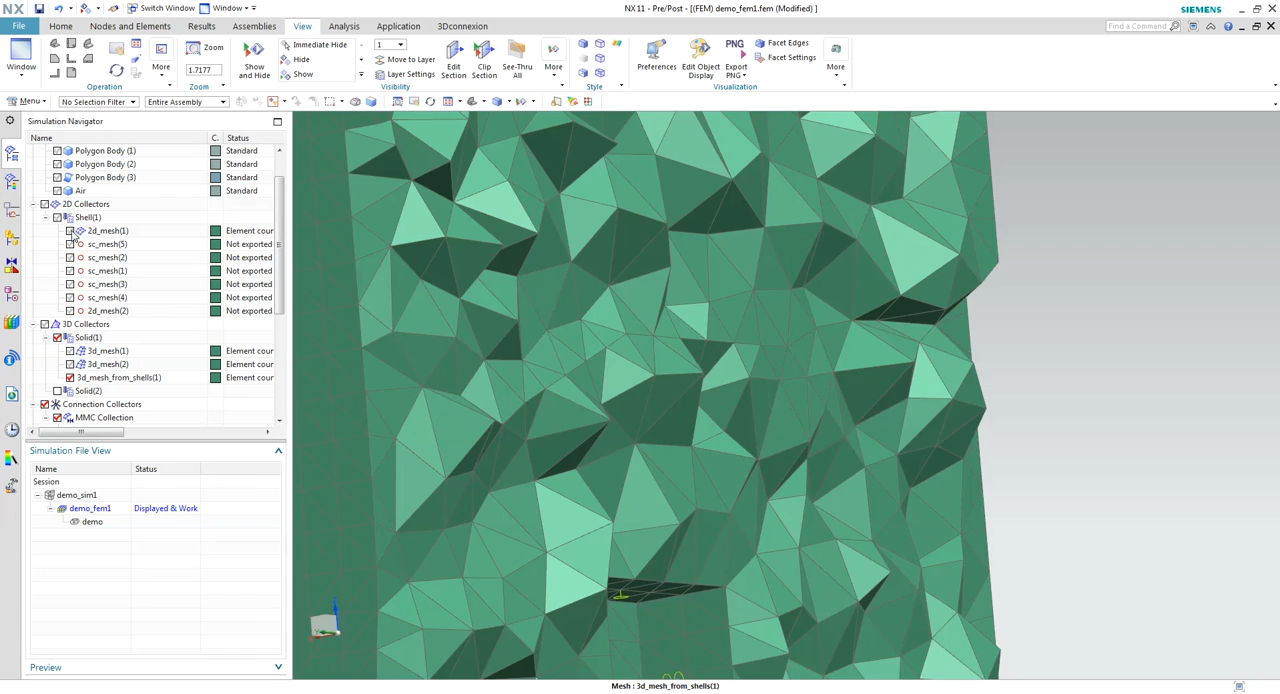 NX Switch Window Window NX 11 - Pre/Post - [(FEM) demo_fem1.fem (Modified) ] SIEMENS
File Home Nodes and Elements Results Assemblies View Analysis Application 3Dconnexion Find a Command
Window More Zoom Show and Hide Immediate Hide 1 Edit Section Clip Section See-Thru All More Preferences Edit Object Display Export PNG Facet Edges More
Hide Move to Layer Facet Settings
1.7177 Show Layer Settings
Operation Zoom Visibility Style Visualization
Menu No Selection Filter Entire Assembly
Simulation Navigator
Name C. Status
Polygon Body (1) Standard
Polygon Body (2) Standard
Polygon Body (3) Standard
Air Standard
2D Collectors
Shell(1)
2d_mesh(1) Element cour
sc_mesh(5) Not exported
sc_mesh(2) Not exported
sc_mesh(1) Not exported
sc_mesh(3) Not exported
sc_mesh(4) Not exported
2d_mesh(2) Not exported
3D Collectors
Solid(1)
3d_mesh(1) Element cour
3d_mesh(2) Element cour
3d_mesh_from_shells(1) Element cour
Solid(2)
Connection Collectors
MMC Collection
Simulation File View
Name Status
Session
demo_sim1
demo_fem1 Displayed & Work
demo
Preview
Mesh : 3d_mesh_from_shells(1)